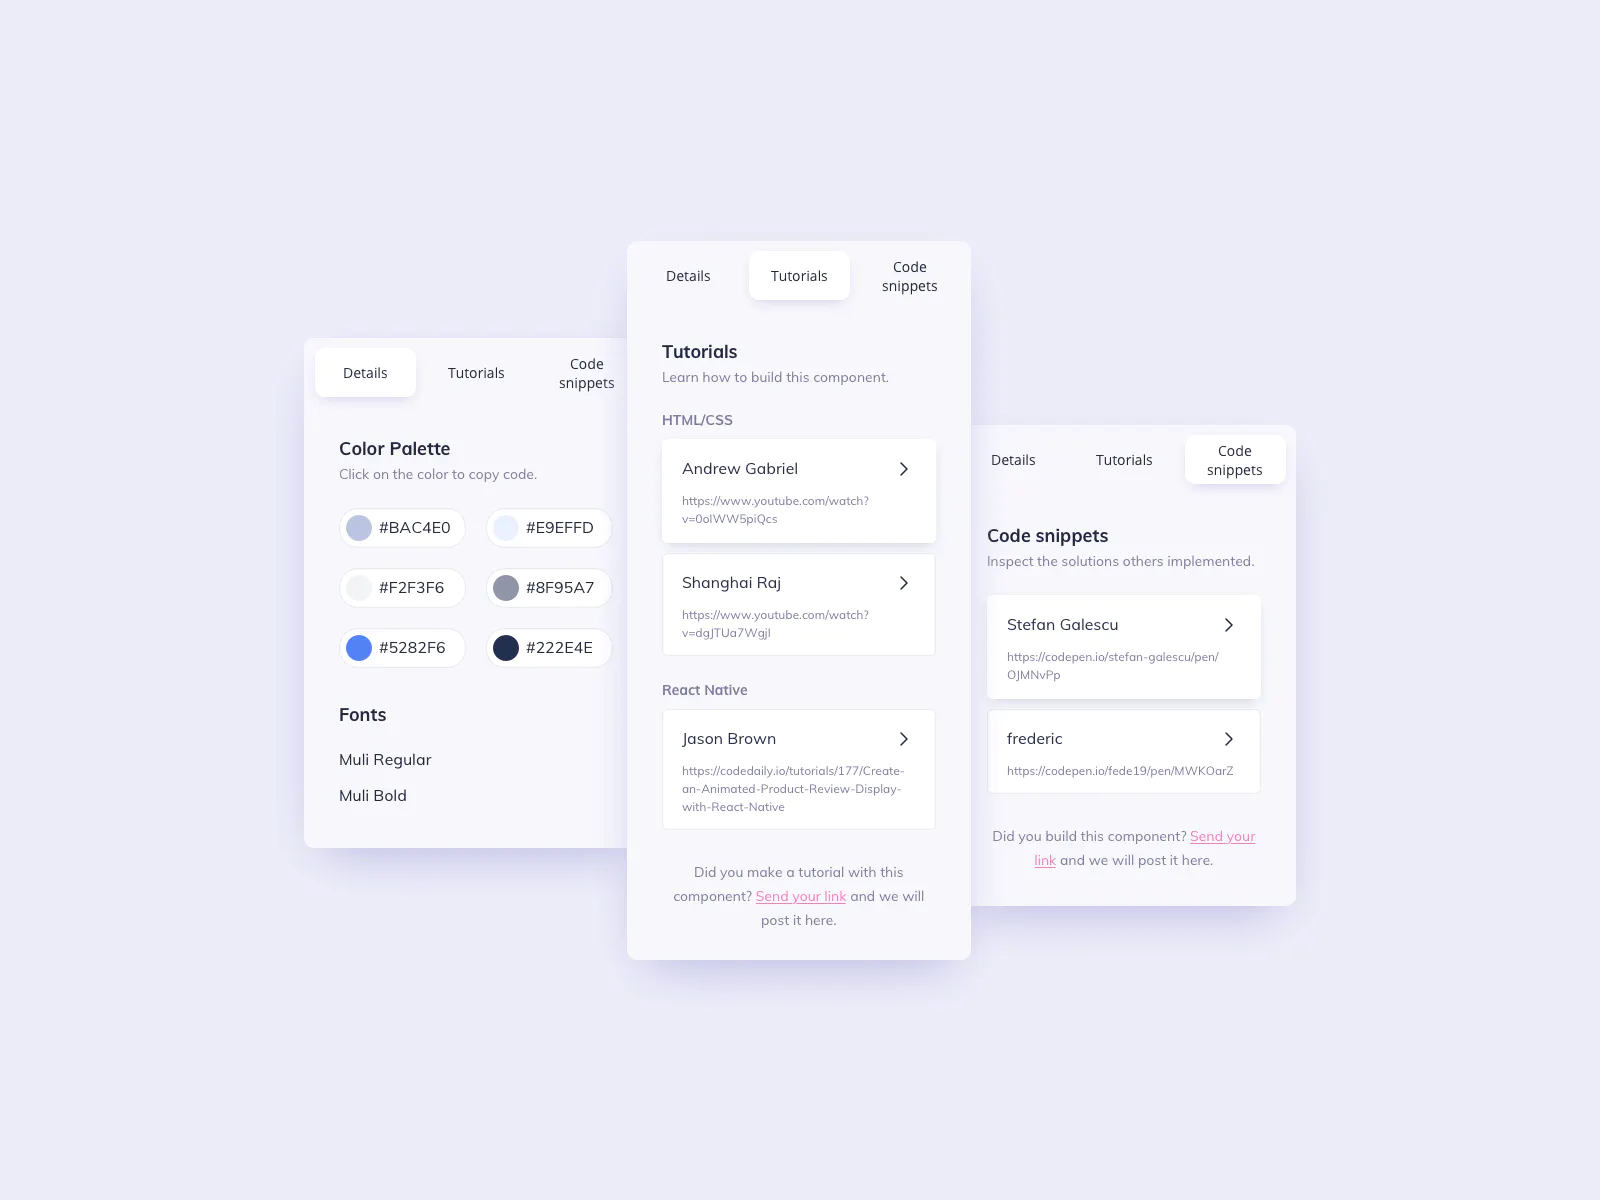 Details
Tutorials
Code
snippets
Color Palette
Click on the color to copy code.
#BAC4E0
#E9EFFD
#F2F3F6
#8F95A7
#5282F6
#222E4E
Fonts
Muli Regular
Muli Bold
Details
Tutorials
Code
snippets
Tutorials
Learn how to build this component.
HTML/CSS
Andrew Gabriel
https://www.youtube.com/watch?
v=0olWW5piQcs
Shanghai Raj
https://www.youtube.com/watch?
v=dgJTUa7WgjI
React Native
Jason Brown
https://codedaily.io/tutorials/177/Create-
an-Animated-Product-Review-Display-
with-React-Native
Did you make a tutorial with this
component? Send your link and we will
post it here.
Details
Tutorials
Code
snippets
Code snippets
Inspect the solutions others implemented.
Stefan Galescu
https://codepen.io/stefan-galescu/pen/
OJMNvPp
frederic
https://codepen.io/fede19/pen/MWKOarZ
Did you build this component? Send your
link and we will post it here.